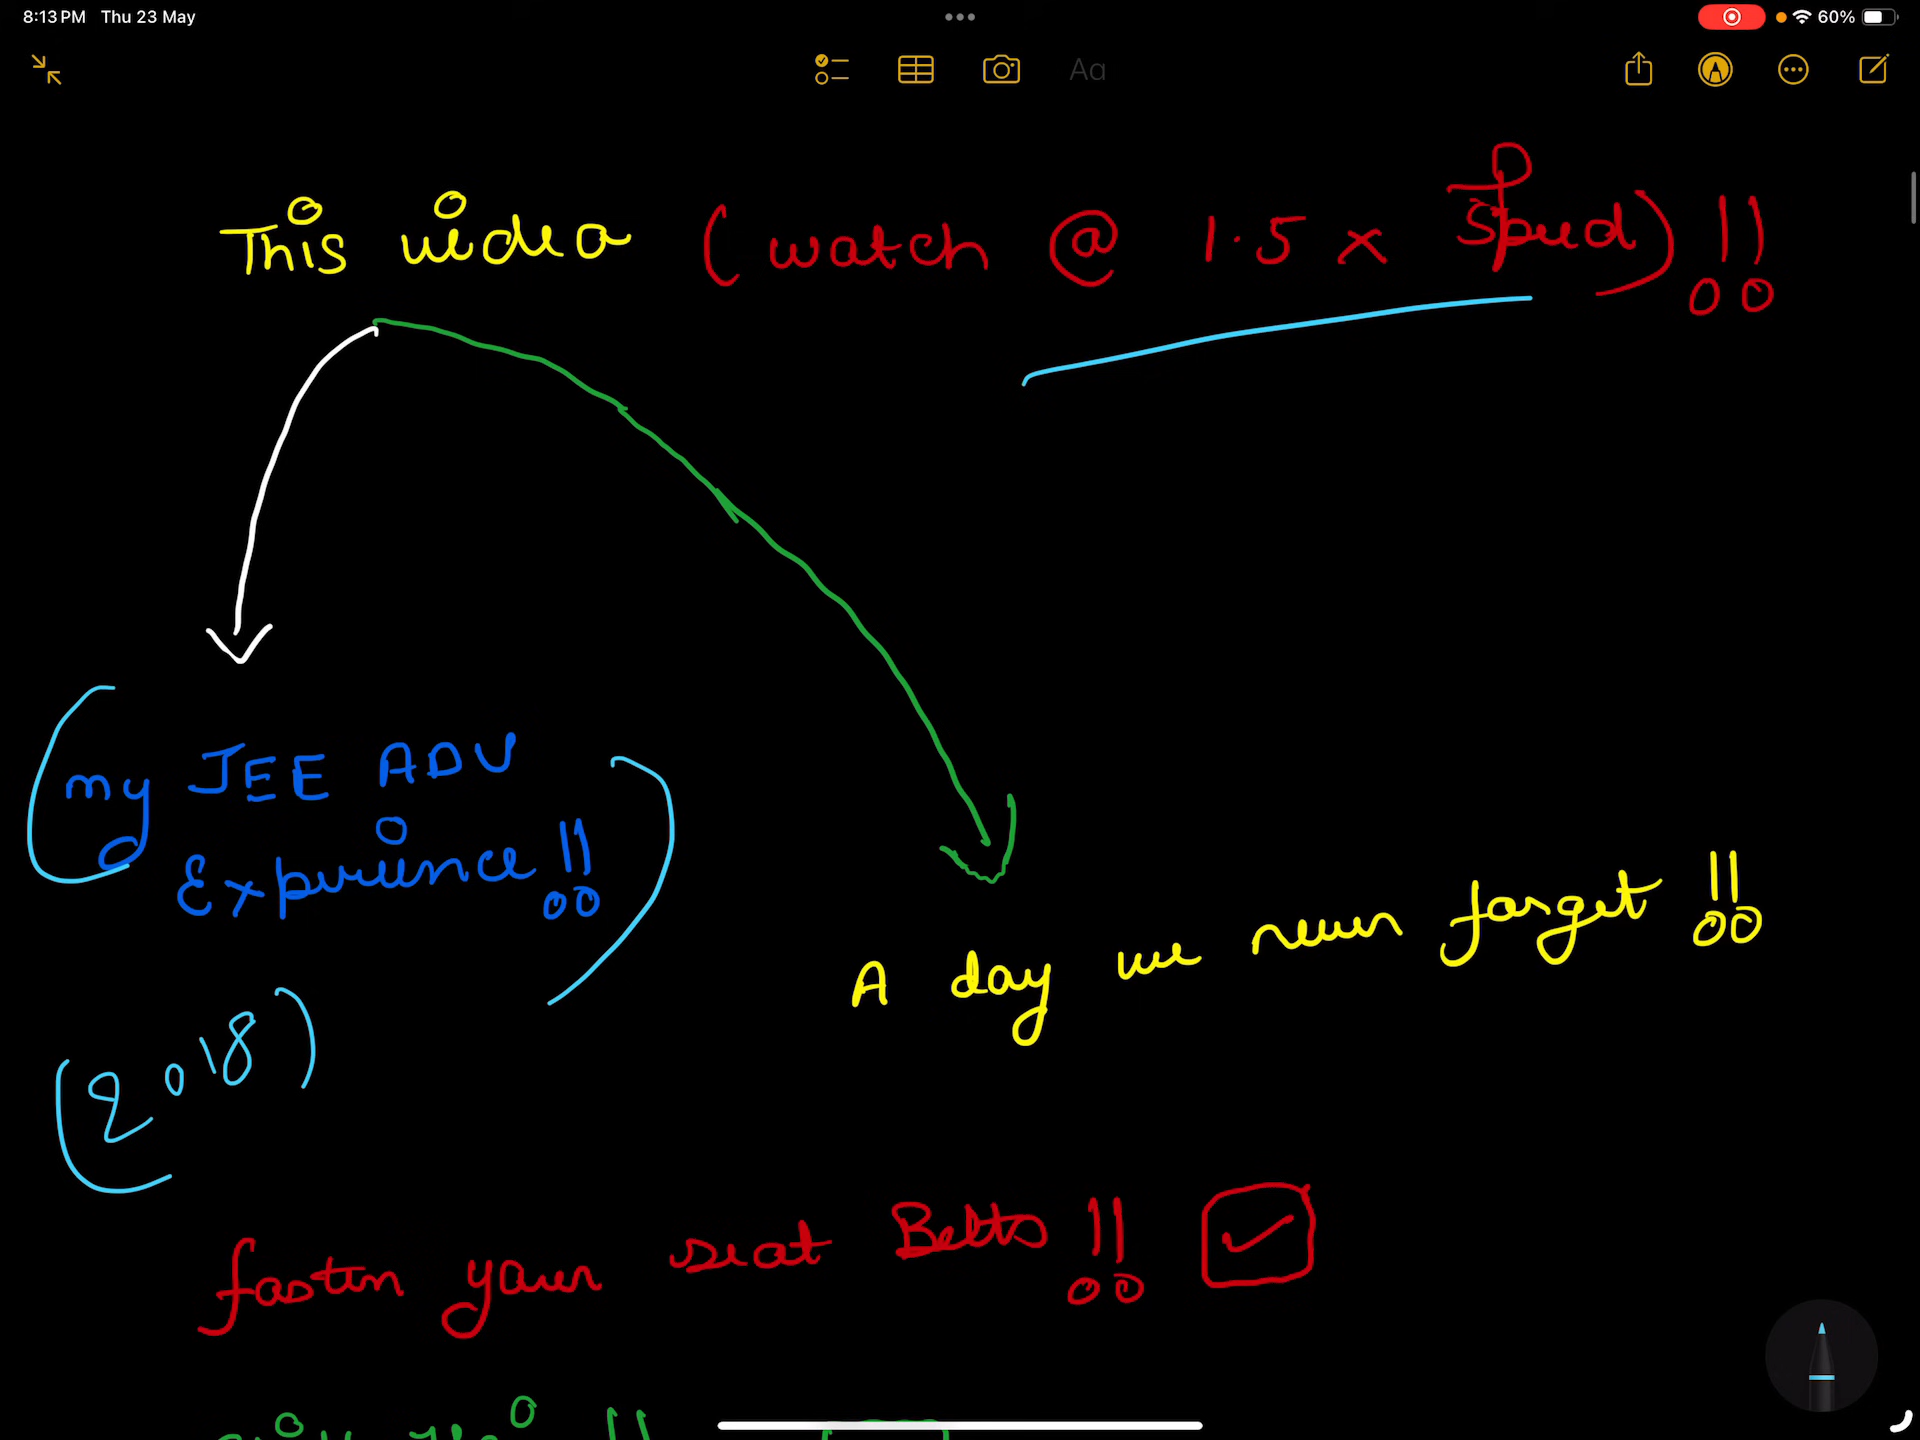 8:13 PM Thu 23 May
60%
Aa
This video (watch @ 1.5 x Speed) !!
my JEE ADV
Experience !!
A day we never forget !!
(2018)
fasten your seat Belts !!